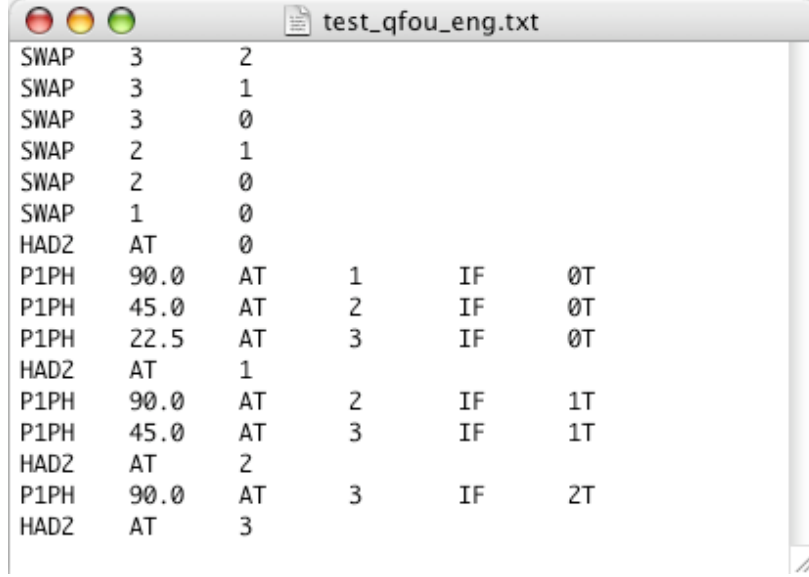 test_qfou_eng.txt
SWAP 3 2
SWAP 3 1
SWAP 3 0
SWAP 2 1
SWAP 2 0
SWAP 1 0
HAD2 AT 0
P1PH 90.0 AT 1 IF 0T
P1PH 45.0 AT 2 IF 0T
P1PH 22.5 AT 3 IF 0T
HAD2 AT 1
P1PH 90.0 AT 2 IF 1T
P1PH 45.0 AT 3 IF 1T
HAD2 AT 2
P1PH 90.0 AT 3 IF 2T
HAD2 AT 3